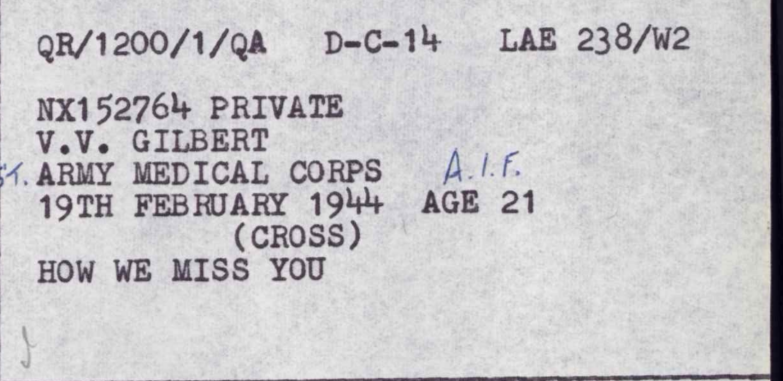 QR/1200/1/QA D-C-14 LAE 238/W2
NX152764 PRIVATE
V.V. GILBERT
ST. ARMY MEDICAL CORPS A.I.F.
19TH FEBRUARY 1944 AGE 21
(CROSS)
HOW WE MISS YOU